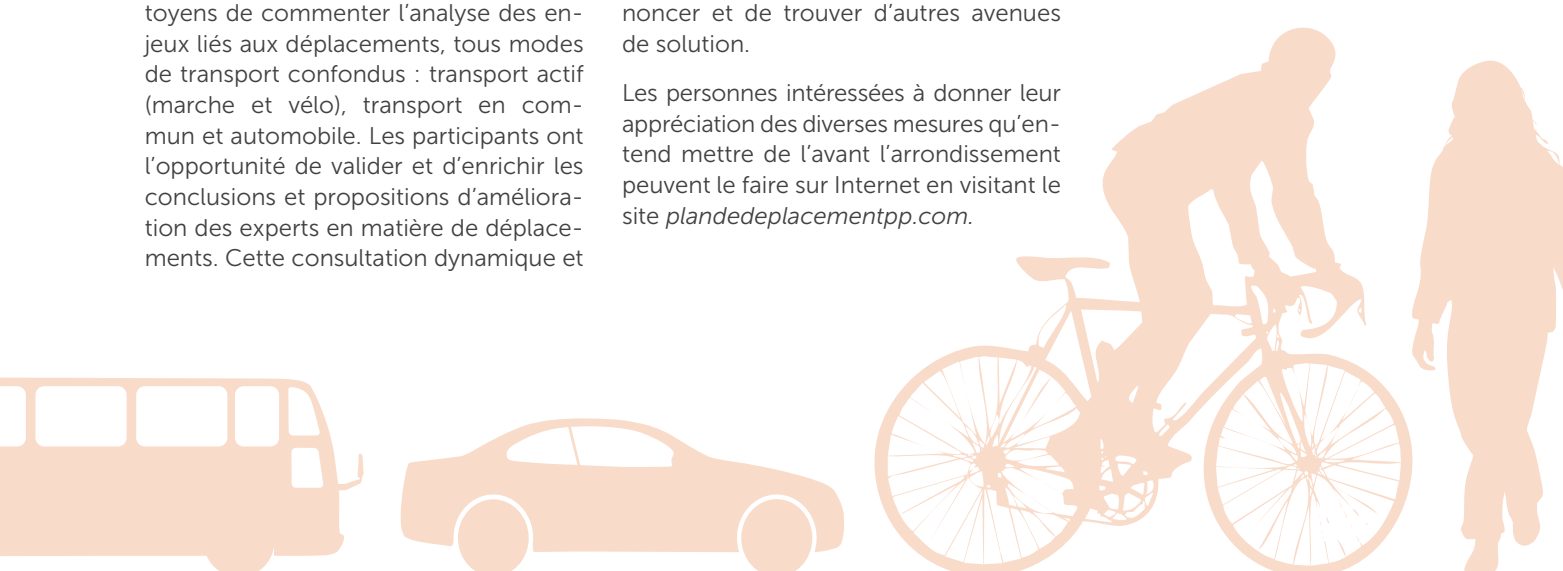 toyens de commenter l'analyse des en-
jeux liés aux déplacements, tous modes
de transport confondus : transport actif
(marche et vélo), transport en com-
mun et automobile. Les participants ont
l'opportunité de valider et d'enrichir les
conclusions et propositions d'améliora-
tion des experts en matière de déplace-
ments. Cette consultation dynamique et
noncer et de trouver d'autres avenues
de solution.
Les personnes intéressées à donner leur
appréciation des diverses mesures qu'en-
tend mettre de l'avant l'arrondissement
peuvent le faire sur Internet en visitant le
site plandedeplacementpp.com.